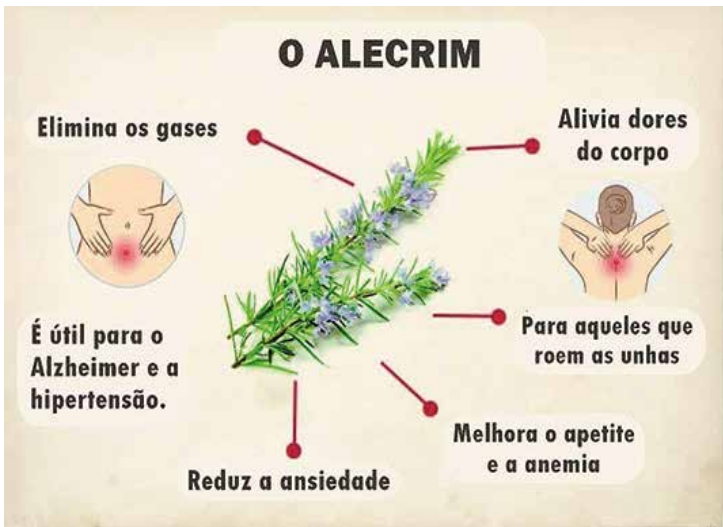 O ALECRIM
Elimina os gases
Alivia dores
do corpo
É útil para o
Alzheimer e a
hipertensão.
Para aqueles que
roem as unhas
Melhora o apetite
e a anemia
Reduz a ansiedade